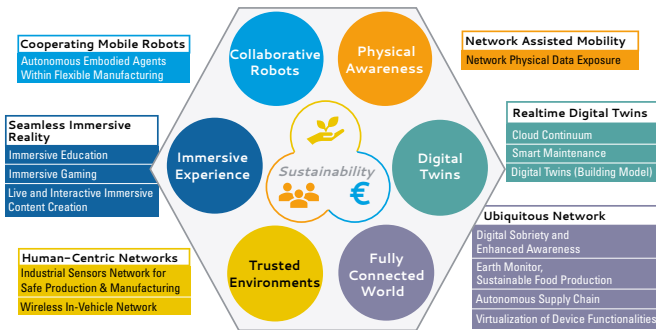 Cooperating Mobile Robots
Autonomous Embodied Agents
Within Flexible Manufacturing
Collaborative
Robots
Physical
Awareness
Network Assisted Mobility
Network Physical Data Exposure
Seamless Immersive
Reality
Immersive Education
Immersive Gaming
Live and Interactive Immersive
Content Creation
Immersive
Experience
Sustainability
€
Digital
Twins
Realtime Digital Twins
Cloud Continuum
Smart Maintenance
Digital Twins (Building Model)
Human-Centric Networks
Industrial Sensors Network for
Safe Production & Manufacturing
Wireless In-Vehicle Network
Trusted
Environments
Fully
Connected
World
Ubiquitous Network
Digital Sobriety and
Enhanced Awareness
Earth Monitor,
Sustainable Food Production
Autonomous Supply Chain
Virtualization of Device Functionalities